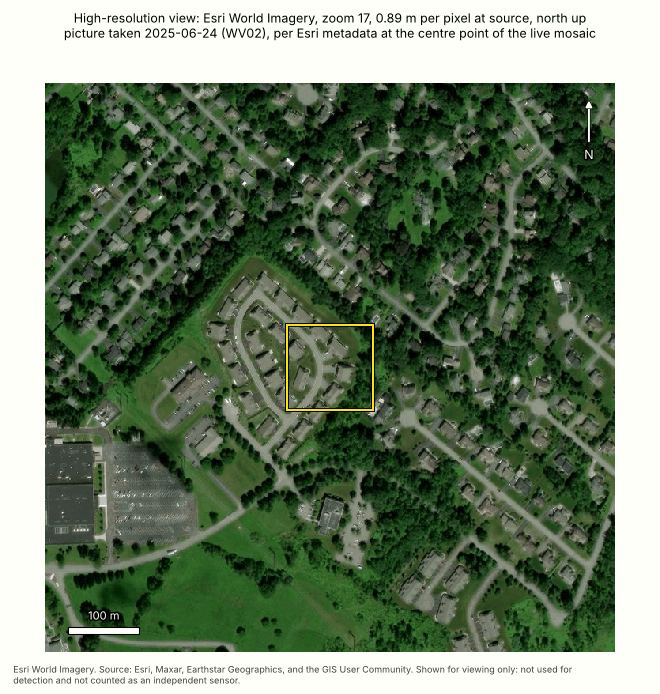 High-resolution view: Esri World Imagery, zoom 17, 0.89 m per pixel at source, north up
picture taken 2025-06-24 (WV02), per Esri metadata at the centre point of the live mosaic
N
100 m
Esri World Imagery. Source: Esri, Maxar, Earthstar Geographics, and the GIS User Community. Shown for viewing only: not used for
detection and not counted as an independent sensor.